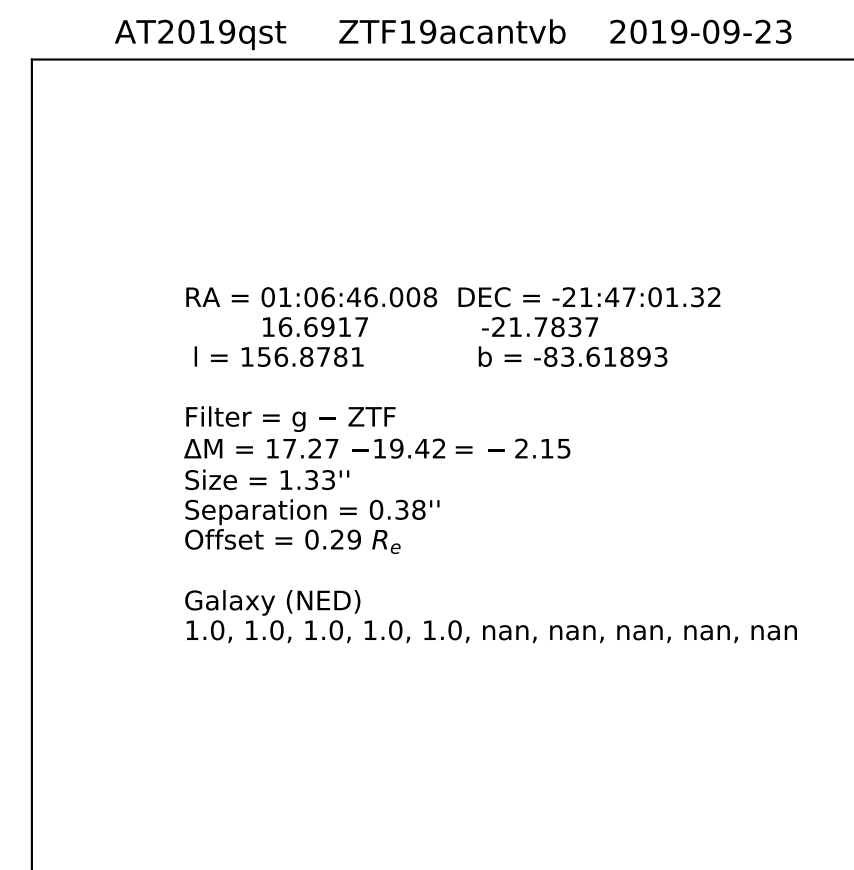 AT2019qst ZTF19acantvb 2019-09-23
RA = 01:06:46.008 DEC = -21:47:01.32
16.6917 -21.7837
l = 156.8781 b = -83.61893
Filter = g − ZTF
ΔM = 17.27 −19.42 = − 2.15
Size = 1.33''
Separation = 0.38''
Offset = 0.29 Rₑ
Galaxy (NED)
1.0, 1.0, 1.0, 1.0, 1.0, nan, nan, nan, nan, nan